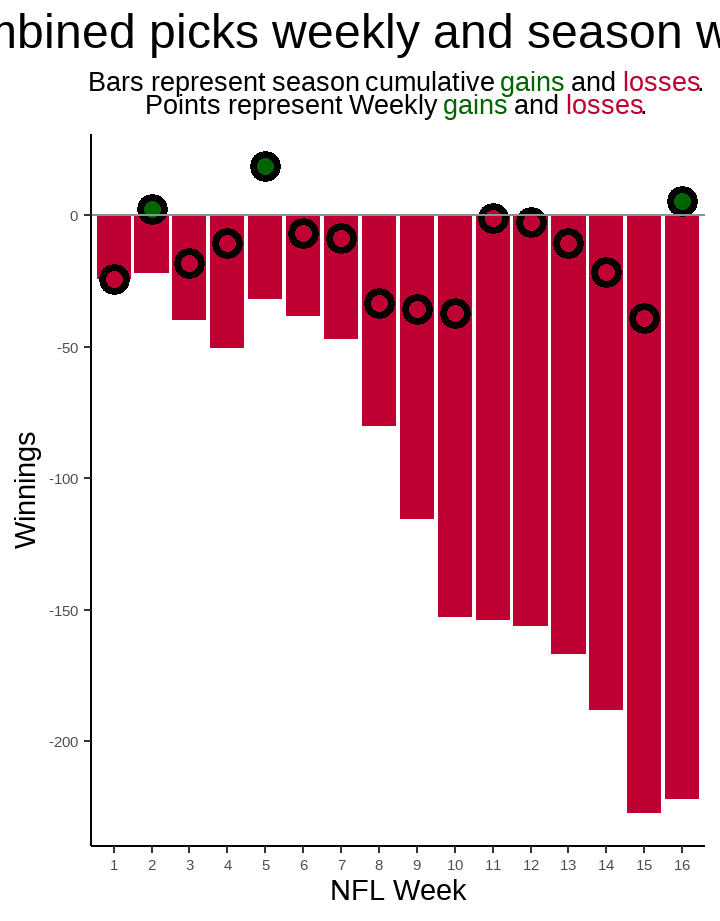 mbined picks weekly and season w
Bars represent season cumulative gains and losses.
Points represent Weekly gains and losses.
0
-50
-100
-150
-200
Winnings
1 2 3 4 5 6 7 8 9 10 11 12 13 14 15 16
NFL Week